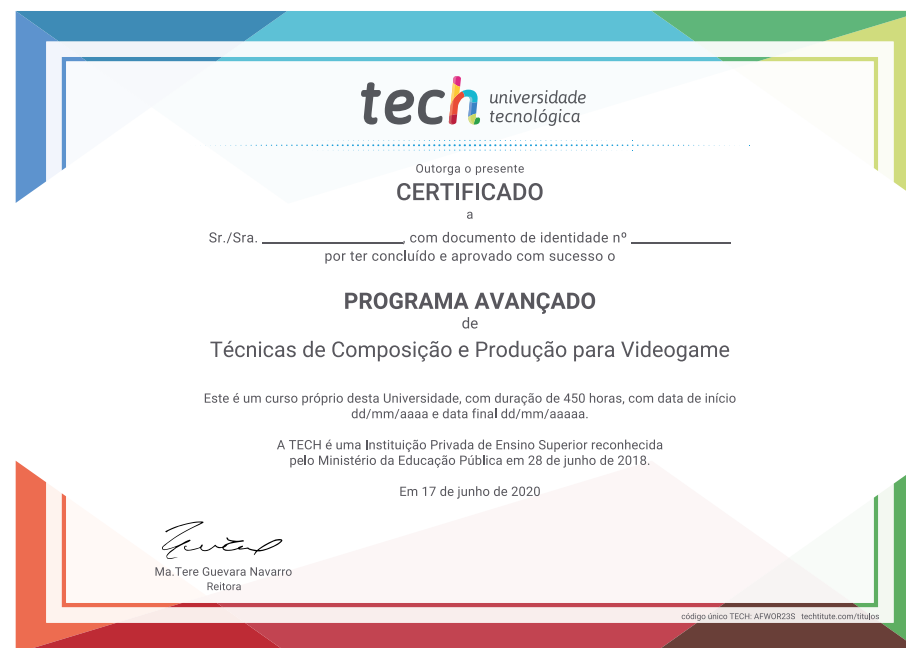 tech universidade
tecnológica
Outorga o presente
CERTIFICADO
a
Sr./Sra. ____________, com documento de identidade nº ____________
por ter concluído e aprovado com sucesso o
PROGRAMA AVANÇADO
de
Técnicas de Composição e Produção para Videogame
Este é um curso próprio desta Universidade, com duração de 450 horas, com data de início
dd/mm/aaaa e data final dd/mm/aaaaa.
A TECH é uma Instituição Privada de Ensino Superior reconhecida
pelo Ministério da Educação Pública em 28 de junho de 2018.
Em 17 de junho de 2020
Ma.Tere Guevara Navarro
Reitora
código único TECH: AFWOR23S techtitute.com/titulos